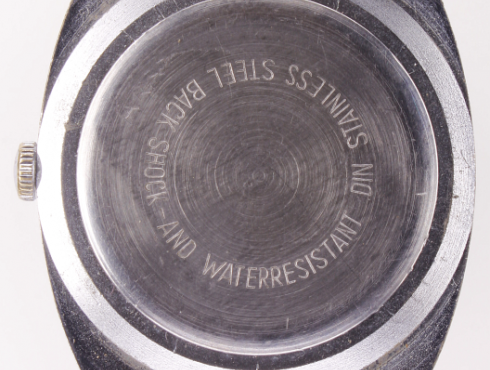 STAINLESS STEEL BACK SHOCK-AND WATERRESISTANT DIN